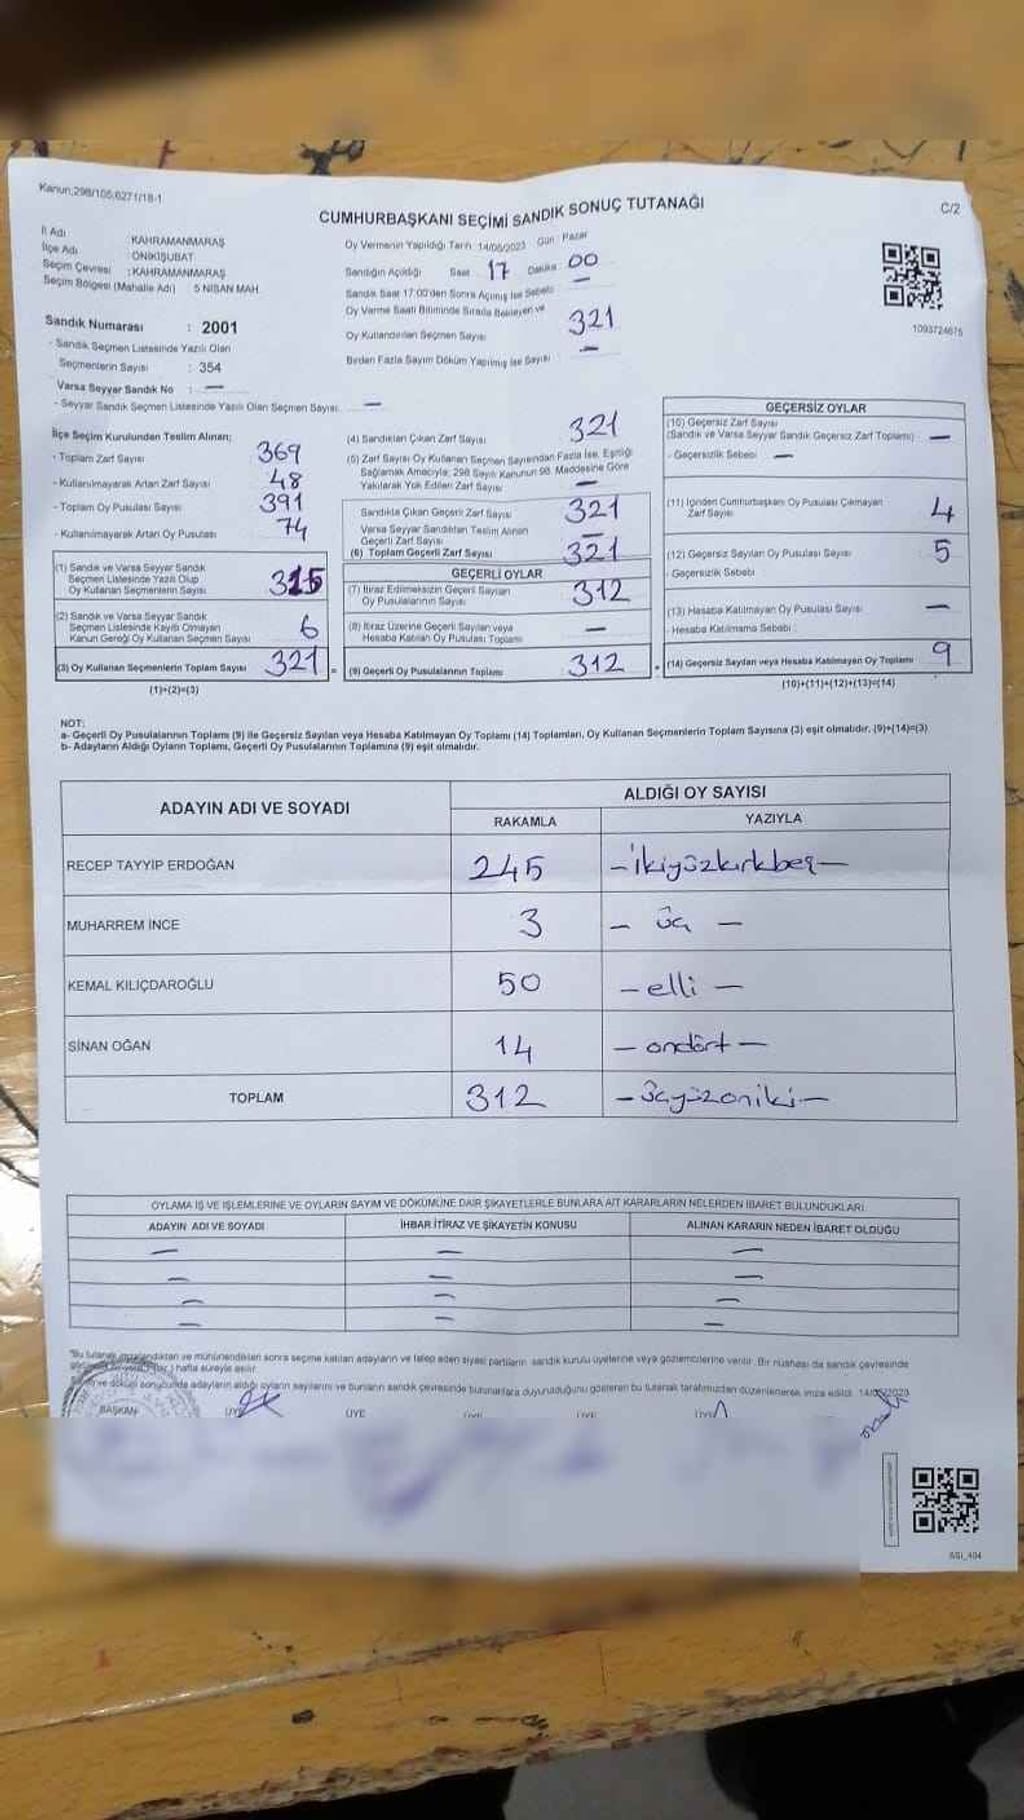 Kanun;298/105;6271/18-1
CUMHURBAŞKANI SEÇİMİ SANDIK SONUÇ TUTANAĞI
C/2
İl Adı KAHRAMANMARAŞ
İlçe Adı ONİKİŞUBAT
Seçim Çevresi : KAHRAMANMARAŞ
Seçim Bölgesi (Mahalle Adı) 5 NİSAN MAH.
Sandık Numarası : 2001
- Sandık Seçmen Listesinde Yazılı Olan
Seçmenlerin Sayısı : 354
Varsa Seyyar Sandık No : —
- Seyyar Sandık Seçmen Listesinde Yazılı Olan Seçmen Sayısı —
Oy Vermenin Yapıldığı Tarih 14/05/2023 Gün Pazar
Sandığın Açıldığı Saat 17 Dakika 00
Sandık Saat 17:00'den Sonra Açılmış İse Sebebi —
Oy Verme Saati Bitiminde Sırada Bekleyen ve
Oy Kullandırılan Seçmen Sayısı 321
Birden Fazla Sayım Döküm Yapılmış İse Sayısı —
1093724675
İlçe Seçim Kurulundan Teslim Alınan;
- Toplam Zarf Sayısı 369
- Kullanılmayarak Artan Zarf Sayısı 48
- Toplam Oy Pusulası Sayısı 391
- Kullanılmayarak Artan Oy Pusulası 74
(1) Sandık ve Varsa Seyyar Sandık
Seçmen Listesinde Yazılı Olup
Oy Kullanan Seçmenlerin Sayısı 315
(2) Sandık ve Varsa Seyyar Sandık
Seçmen Listesinde Kayıtlı Olmayan
Kanun Gereği Oy Kullanan Seçmen Sayısı 6
(3) Oy Kullanan Seçmenlerin Toplam Sayısı 321 =
(1)+(2)=(3)
(4) Sandıktan Çıkan Zarf Sayısı 321
(5) Zarf Sayısı Oy Kullanan Seçmen Sayısından Fazla İse, Eşitliği
Sağlamak Amacıyla, 298 Sayılı Kanunun 98. Maddesine Göre
Yakılarak Yok Edilen Zarf Sayısı —
Sandıkta Çıkan Geçerli Zarf Sayısı 321
Varsa Seyyar Sandıktan Teslim Alınan
Geçerli Zarf Sayısı —
(6) Toplam Geçerli Zarf Sayısı 321
GEÇERLİ OYLAR
(7) İtiraz Edilmeksizin Geçerli Sayılan
Oy Pusulalarının Sayısı 312
(8) İtiraz Üzerine Geçerli Sayılan veya
Hesaba Katılan Oy Pusulası Toplamı —
(9) Geçerli Oy Pusulalarının Toplamı 312
GEÇERSİZ OYLAR
(10) Geçersiz Zarf Sayısı
(Sandık ve Varsa Seyyar Sandık Geçersiz Zarf Toplamı) —
- Geçersizlik Sebebi —
(11) İçinden Cumhurbaşkanı Oy Pusulası Çıkmayan
Zarf Sayısı 4
(12) Geçersiz Sayılan Oy Pusulası Sayısı 5
- Geçersizlik Sebebi
(13) Hesaba Katılmayan Oy Pusulası Sayısı —
- Hesaba Katılmama Sebebi :
(14) Geçersiz Sayılan veya Hesaba Katılmayan Oy Toplamı 9
(10)+(11)+(12)+(13)=(14)
NOT:
a- Geçerli Oy Pusulalarının Toplamı (9) ile Geçersiz Sayılan veya Hesaba Katılmayan Oy Toplamı (14) Toplamları, Oy Kullanan Seçmenlerin Toplam Sayısına (3) eşit olmalıdır. (9)+(14)=(3)
b- Adayların Aldığı Oyların Toplamı, Geçerli Oy Pusulalarının Toplamına (9) eşit olmalıdır.
ADAYIN ADI VE SOYADI ALDIĞI OY SAYISI
RAKAMLA YAZIYLA
RECEP TAYYİP ERDOĞAN 245 —ikiyüzkırkbeş—
MUHARREM İNCE 3 — üç —
KEMAL KILIÇDAROĞLU 50 — elli —
SİNAN OĞAN 14 — ondört —
TOPLAM 312 — üçyüzoniki —
OYLAMA İŞ VE İŞLEMLERİNE VE OYLARIN SAYIM VE DÖKÜMÜNE DAİR ŞİKAYETLERLE BUNLARA AİT KARARLARIN NELERDEN İBARET BULUNDUKLARI
ADAYIN ADI VE SOYADI İHBAR İTİRAZ VE ŞİKAYETİN KONUSU ALINAN KARARIN NEDEN İBARET OLDUĞU
— — —
— — —
— — —
— — —
"Bu tutanak imzalandıktan ve mühürlendikten sonra seçime katılan adayların ve talep eden siyasi partilerin sandık kurulu üyelerine veya gözlemcilerine verilir. Bir nüshası da sandık çevresinde
hafta süreyle asılır.
ve döküm sonucunda adayların aldığı oyların sayılarını ve bunların sandık çevresinde bulunanlara duyurulduğunu gösteren bu tutanak tarafımızdan düzenlenerek imza edildi. 14/05/2023
BAŞKAN ÜYE ÜYE ÜYE ÜYE ÜYE